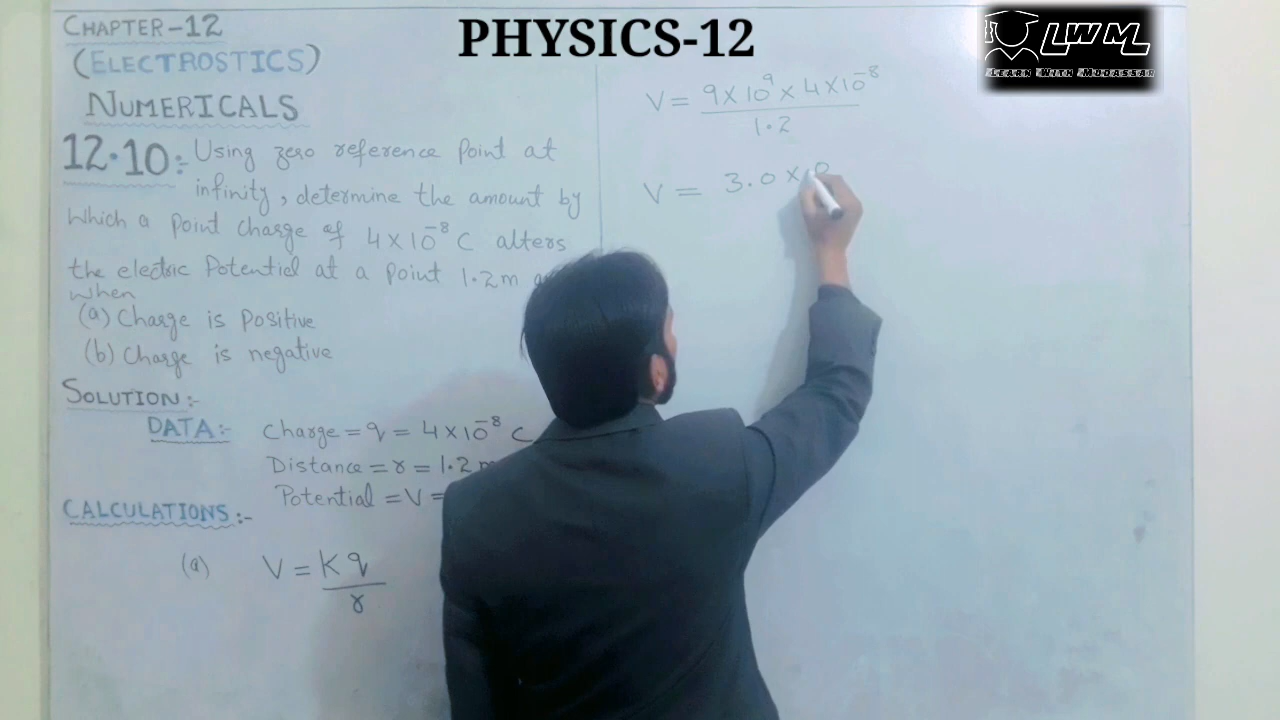 PHYSICS-12
LWM
LEARN WITH MUDASSAR
CHAPTER-12
(ELECTROSTICS)
NUMERICALS
12.10:- Using zero reference Point at
infinity, determine the amount by
which a point charge of 4×10⁻⁸ C alters
the electric Potential at a point 1.2m
when
(a) Charge is Positive
(b) Charge is negative
SOLUTION:-
DATA:- Charge = q = 4×10⁻⁸ C
Distance = r = 1.2 m
Potential = V =
CALCULATIONS:-
(a) V = Kq
r
V = 9×10⁹×4×10⁻⁸
1.2
V = 3.0×